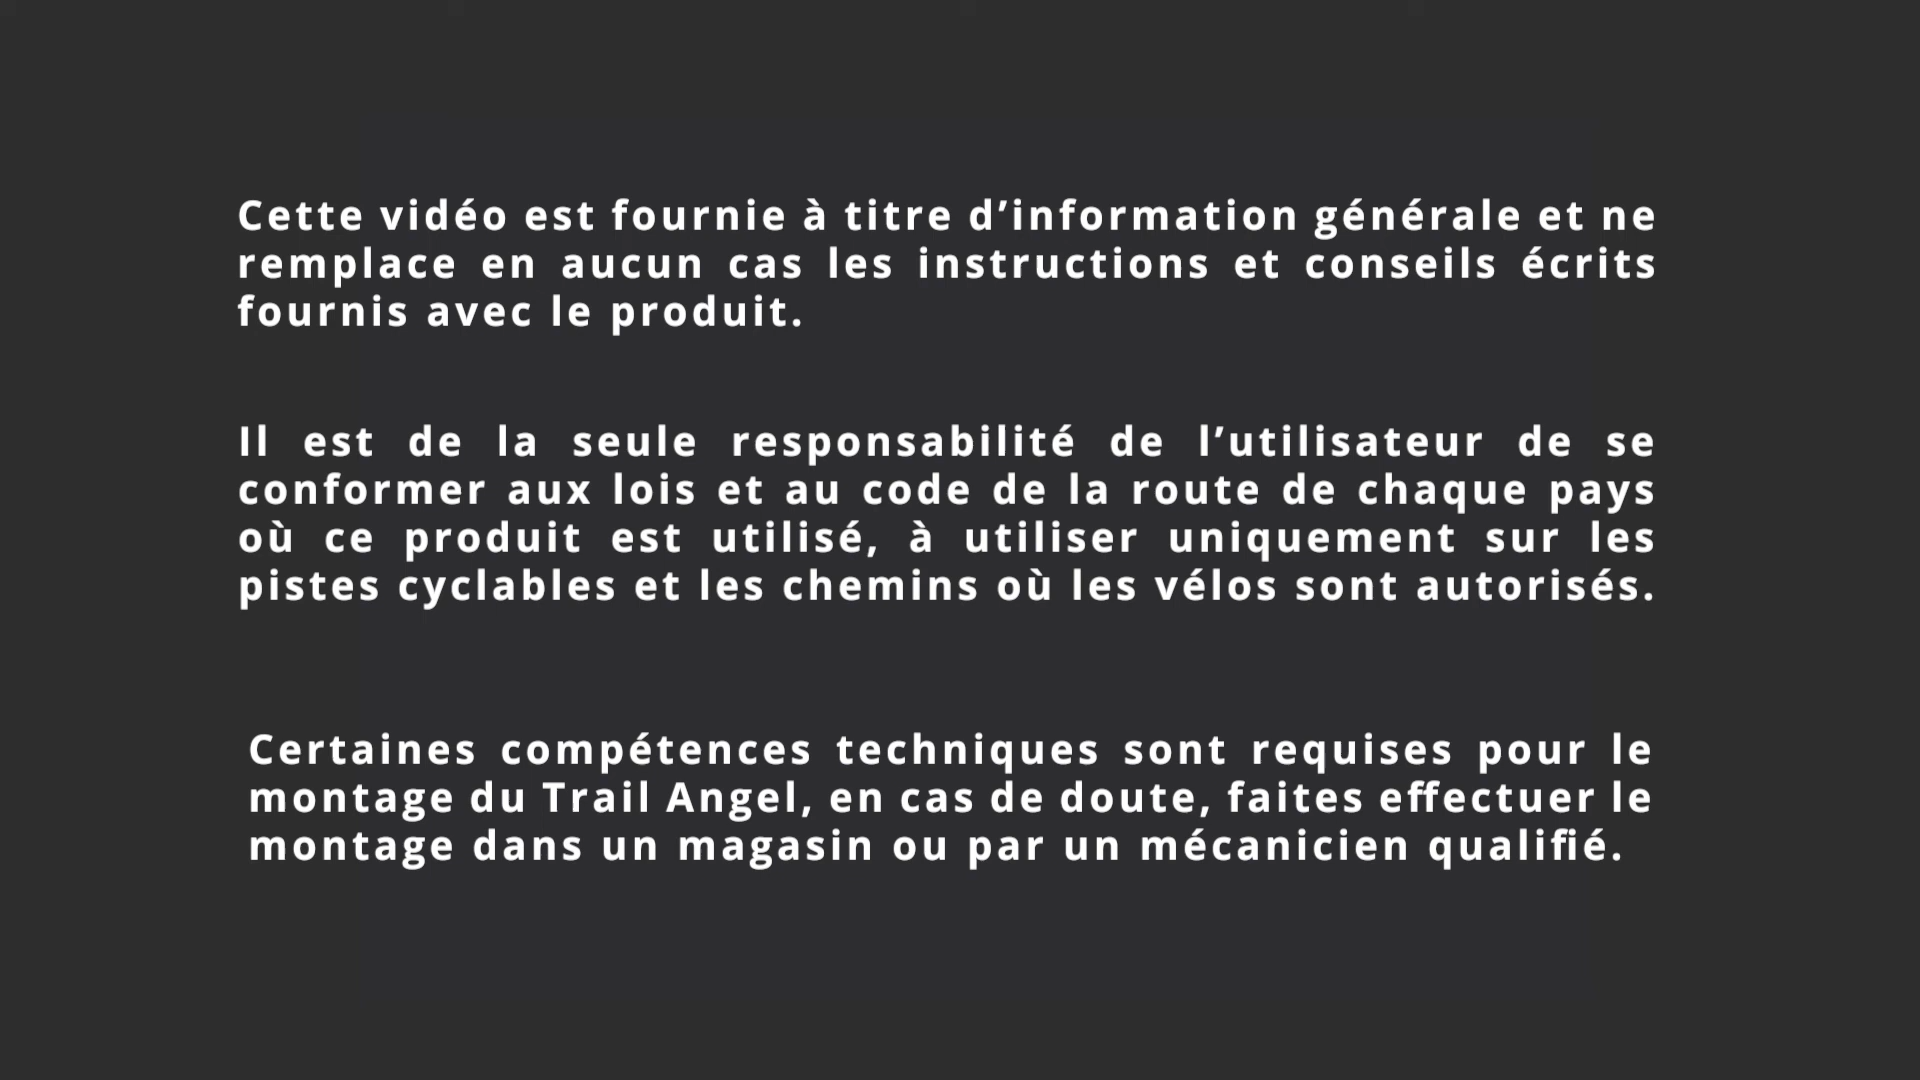 Cette vidéo est fournie à titre d’information générale et ne
remplace en aucun cas les instructions et conseils écrits
fournis avec le produit.
Il est de la seule responsabilité de l’utilisateur de se
conformer aux lois et au code de la route de chaque pays
où ce produit est utilisé, à utiliser uniquement sur les
pistes cyclables et les chemins où les vélos sont autorisés.
Certaines compétences techniques sont requises pour le
montage du Trail Angel, en cas de doute, faites effectuer le
montage dans un magasin ou par un mécanicien qualifié.